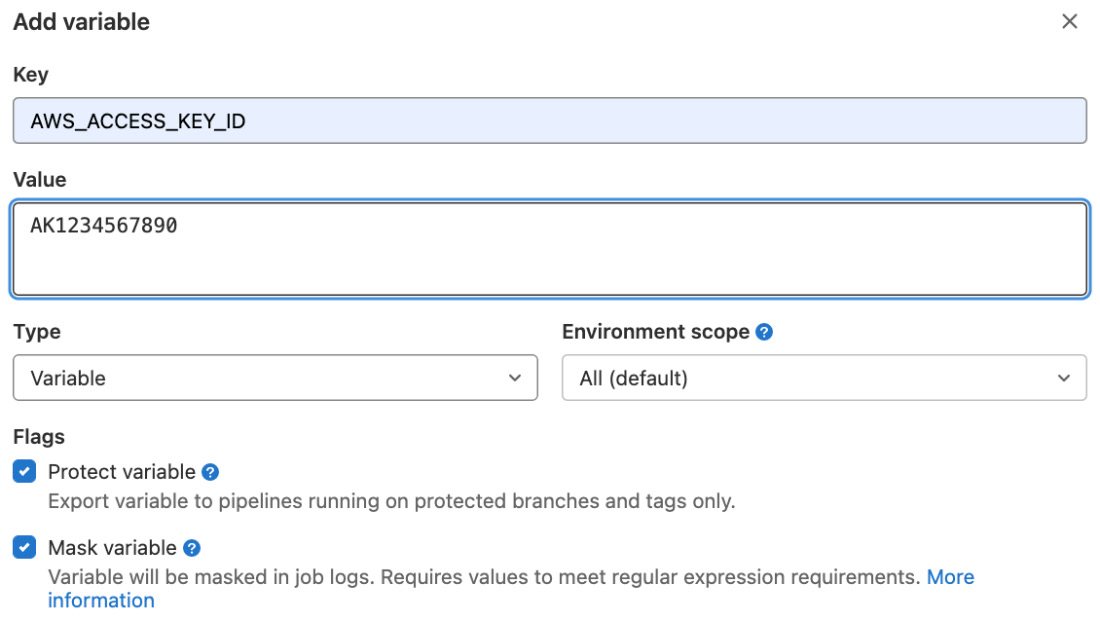 Add variable
Key
AWS_ACCESS_KEY_ID
Value
AK1234567890
Type
Environment scope
Variable
All (default)
Flags
Protect variable
Export variable to pipelines running on protected branches and tags only.
Mask variable
Variable will be masked in job logs. Requires values to meet regular expression requirements. More
information